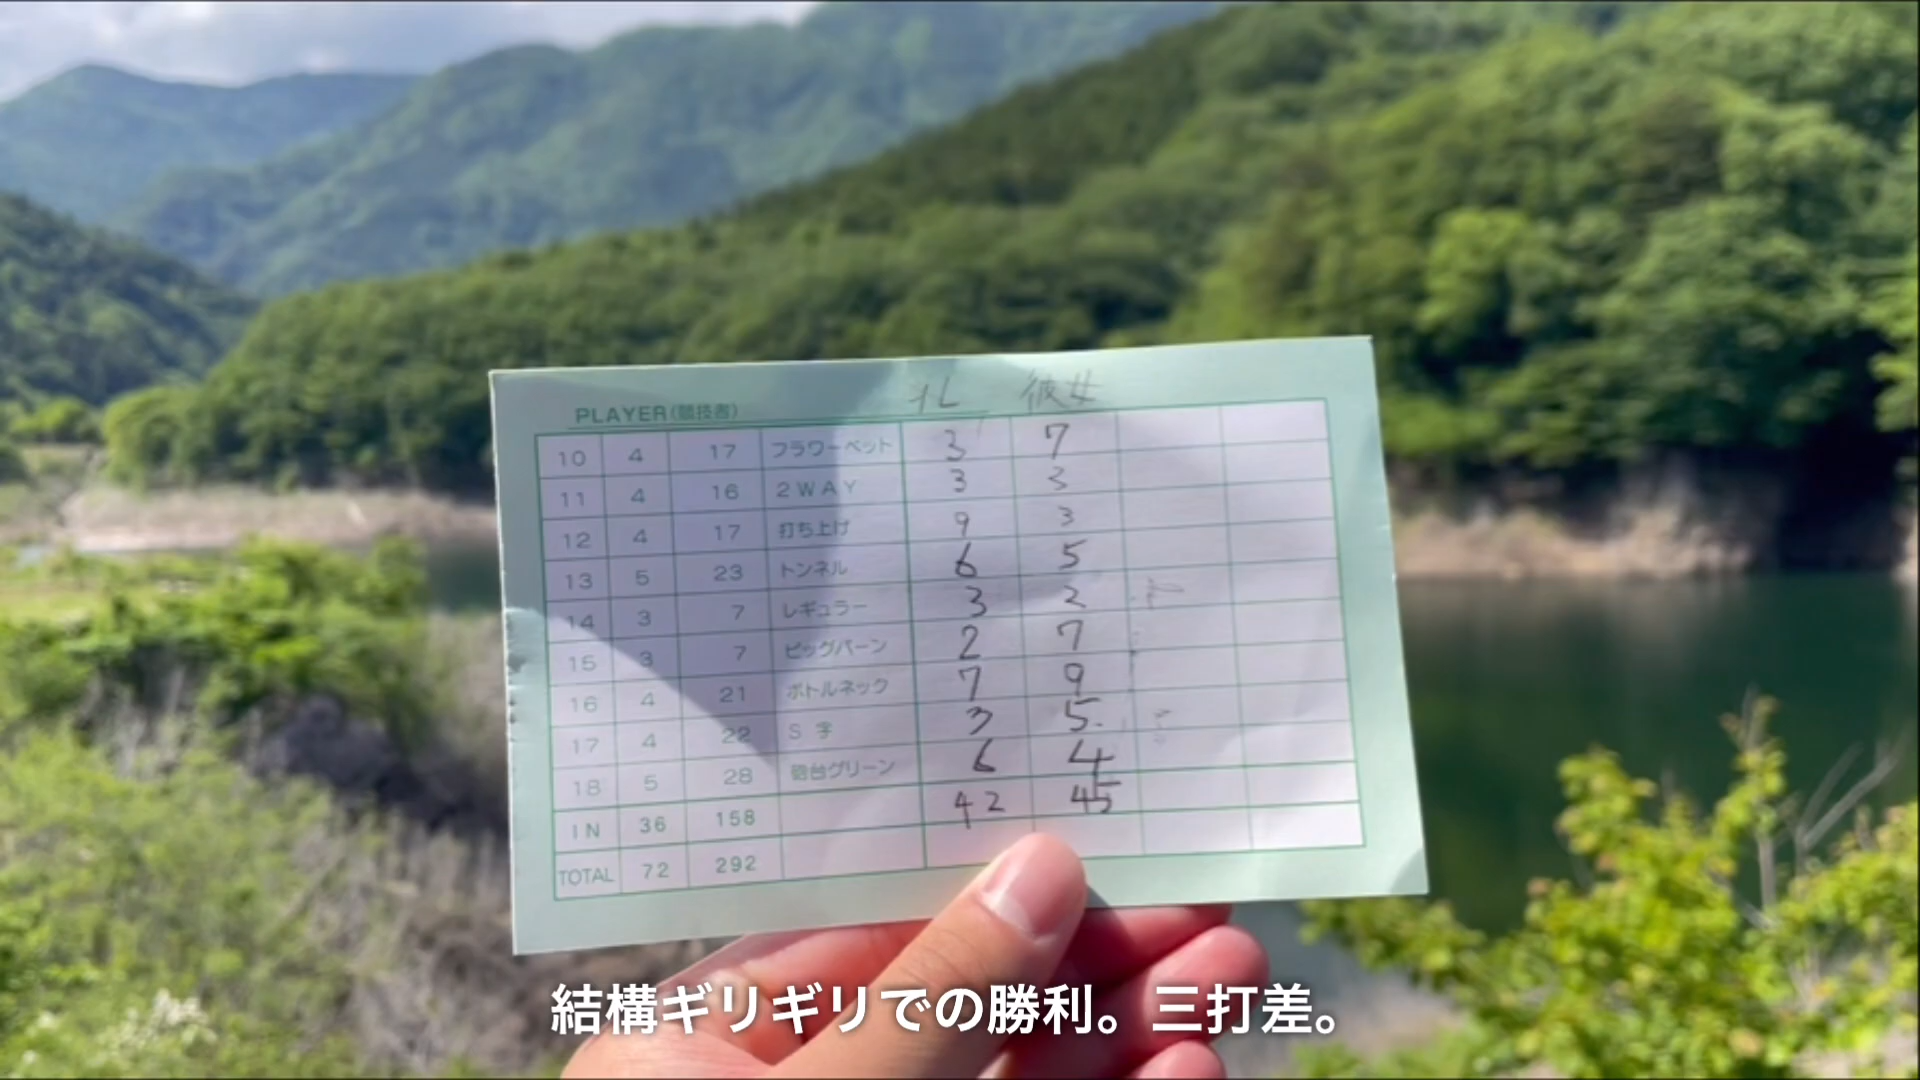 PLAYER(競技者) オレ 彼女
10 4 17 フラワーベット 3 7
11 4 16 2WAY 3 3
12 4 17 打ち上げ 9 3
13 5 23 トンネル 6 5
14 3 7 レギュラー 3 2
15 3 7 ビッグバーン 2 7
16 4 21 ボトルネック 7 9
17 4 22 S字 3 5
18 5 28 砲台グリーン 6 4
IN 36 158 42 45
TOTAL 72 292
結構ギリギリでの勝利。三打差。